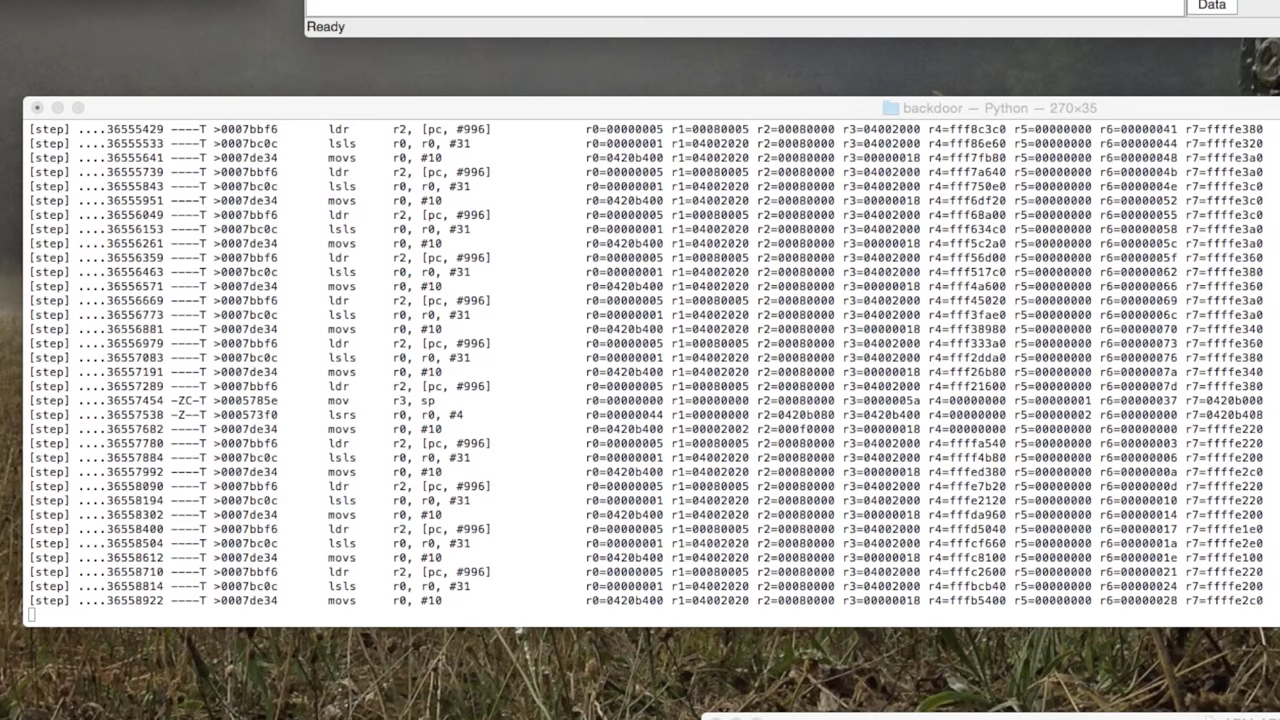 Data
Ready
backdoor — Python — 270×35
[step] ....36555429 ----T >0007bbf6 ldr r2, [pc, #996] r0=00000005 r1=00080005 r2=00080000 r3=04002000 r4=fff8c3c0 r5=00000000 r6=00000041 r7=ffffe380
[step] ....36555533 ----T >0007bc0c lsls r0, r0, #31 r0=00000001 r1=04002020 r2=00080000 r3=04002000 r4=fff86e60 r5=00000000 r6=00000044 r7=ffffe320
[step] ....36555641 ----T >0007de34 movs r0, #10 r0=0420b400 r1=04002020 r2=00080000 r3=00000018 r4=fff7fb80 r5=00000000 r6=00000048 r7=ffffe3a0
[step] ....36555739 ----T >0007bbf6 ldr r2, [pc, #996] r0=00000005 r1=00080005 r2=00080000 r3=04002000 r4=fff7a640 r5=00000000 r6=0000004b r7=ffffe3a0
[step] ....36555843 ----T >0007bc0c lsls r0, r0, #31 r0=00000001 r1=04002020 r2=00080000 r3=04002000 r4=fff750e0 r5=00000000 r6=0000004e r7=ffffe3c0
[step] ....36555951 ----T >0007de34 movs r0, #10 r0=0420b400 r1=04002020 r2=00080000 r3=00000018 r4=fff6df20 r5=00000000 r6=00000052 r7=ffffe3c0
[step] ....36556049 ----T >0007bbf6 ldr r2, [pc, #996] r0=00000005 r1=00080005 r2=00080000 r3=04002000 r4=fff68a00 r5=00000000 r6=00000055 r7=ffffe3c0
[step] ....36556153 ----T >0007bc0c lsls r0, r0, #31 r0=00000001 r1=04002020 r2=00080000 r3=04002000 r4=fff634c0 r5=00000000 r6=00000058 r7=ffffe3a0
[step] ....36556261 ----T >0007de34 movs r0, #10 r0=0420b400 r1=04002020 r2=00080000 r3=00000018 r4=fff5c2a0 r5=00000000 r6=0000005c r7=ffffe3a0
[step] ....36556359 ----T >0007bbf6 ldr r2, [pc, #996] r0=00000005 r1=00080005 r2=00080000 r3=04002000 r4=fff56d00 r5=00000000 r6=0000005f r7=ffffe360
[step] ....36556463 ----T >0007bc0c lsls r0, r0, #31 r0=00000001 r1=04002020 r2=00080000 r3=04002000 r4=fff517c0 r5=00000000 r6=00000062 r7=ffffe380
[step] ....36556571 ----T >0007de34 movs r0, #10 r0=0420b400 r1=04002020 r2=00080000 r3=00000018 r4=fff4a600 r5=00000000 r6=00000066 r7=ffffe360
[step] ....36556669 ----T >0007bbf6 ldr r2, [pc, #996] r0=00000005 r1=00080005 r2=00080000 r3=04002000 r4=fff45020 r5=00000000 r6=00000069 r7=ffffe3a0
[step] ....36556773 ----T >0007bc0c lsls r0, r0, #31 r0=00000001 r1=04002020 r2=00080000 r3=04002000 r4=fff3fae0 r5=00000000 r6=0000006c r7=ffffe3a0
[step] ....36556881 ----T >0007de34 movs r0, #10 r0=0420b400 r1=04002020 r2=00080000 r3=00000018 r4=fff38980 r5=00000000 r6=00000070 r7=ffffe340
[step] ....36556979 ----T >0007bbf6 ldr r2, [pc, #996] r0=00000005 r1=00080005 r2=00080000 r3=04002000 r4=fff333a0 r5=00000000 r6=00000073 r7=ffffe360
[step] ....36557083 ----T >0007bc0c lsls r0, r0, #31 r0=00000001 r1=04002020 r2=00080000 r3=04002000 r4=fff2dda0 r5=00000000 r6=00000076 r7=ffffe380
[step] ....36557191 ----T >0007de34 movs r0, #10 r0=0420b400 r1=04002020 r2=00080000 r3=00000018 r4=fff26b80 r5=00000000 r6=0000007a r7=ffffe340
[step] ....36557289 ----T >0007bbf6 ldr r2, [pc, #996] r0=00000005 r1=00080005 r2=00080000 r3=04002000 r4=fff21600 r5=00000000 r6=0000007d r7=ffffe380
[step] ....36557454 -ZC-T >0005785e mov r3, sp r0=00000000 r1=00000000 r2=00000000 r3=0000005a r4=00000000 r5=00000001 r6=00000037 r7=0420b000
[step] ....36557538 -Z--T >000573f0 lsrs r0, r0, #4 r0=00000044 r1=00000000 r2=0420b080 r3=0420b400 r4=00000000 r5=00000002 r6=00000000 r7=0420b408
[step] ....36557682 ----T >0007de34 movs r0, #10 r0=0420b400 r1=00002002 r2=000f0000 r3=00000018 r4=00000000 r5=00000000 r6=00000000 r7=ffffe220
[step] ....36557780 ----T >0007bbf6 ldr r2, [pc, #996] r0=00000005 r1=00080005 r2=00080000 r3=04002000 r4=ffffa540 r5=00000000 r6=00000003 r7=ffffe220
[step] ....36557884 ----T >0007bc0c lsls r0, r0, #31 r0=00000001 r1=04002020 r2=00080000 r3=04002000 r4=ffff4b80 r5=00000000 r6=00000006 r7=ffffe200
[step] ....36557992 ----T >0007de34 movs r0, #10 r0=0420b400 r1=04002020 r2=00080000 r3=00000018 r4=fffed380 r5=00000000 r6=0000000a r7=ffffe2c0
[step] ....36558090 ----T >0007bbf6 ldr r2, [pc, #996] r0=00000005 r1=00080005 r2=00080000 r3=04002000 r4=fffe7b20 r5=00000000 r6=0000000d r7=ffffe220
[step] ....36558194 ----T >0007bc0c lsls r0, r0, #31 r0=00000001 r1=04002020 r2=00080000 r3=04002000 r4=fffe2120 r5=00000000 r6=00000010 r7=ffffe220
[step] ....36558302 ----T >0007de34 movs r0, #10 r0=0420b400 r1=04002020 r2=00080000 r3=00000018 r4=fffda960 r5=00000000 r6=00000014 r7=ffffe200
[step] ....36558400 ----T >0007bbf6 ldr r2, [pc, #996] r0=00000005 r1=00080005 r2=00080000 r3=04002000 r4=fffd5040 r5=00000000 r6=00000017 r7=ffffe1e0
[step] ....36558504 ----T >0007bc0c lsls r0, r0, #31 r0=00000001 r1=04002020 r2=00080000 r3=04002000 r4=fffcf660 r5=00000000 r6=0000001a r7=ffffe2e0
[step] ....36558612 ----T >0007de34 movs r0, #10 r0=0420b400 r1=04002020 r2=00080000 r3=00000018 r4=fffc8100 r5=00000000 r6=0000001e r7=ffffe100
[step] ....36558710 ----T >0007bbf6 ldr r2, [pc, #996] r0=00000005 r1=00080005 r2=00080000 r3=04002000 r4=fffc2600 r5=00000000 r6=00000021 r7=ffffe220
[step] ....36558814 ----T >0007bc0c lsls r0, r0, #31 r0=00000001 r1=04002020 r2=00080000 r3=04002000 r4=fffbcb40 r5=00000000 r6=00000024 r7=ffffe240
[step] ....36558922 ----T >0007de34 movs r0, #10 r0=0420b400 r1=04002020 r2=00080000 r3=00000018 r4=fffb5400 r5=00000000 r6=00000028 r7=ffffe2c0